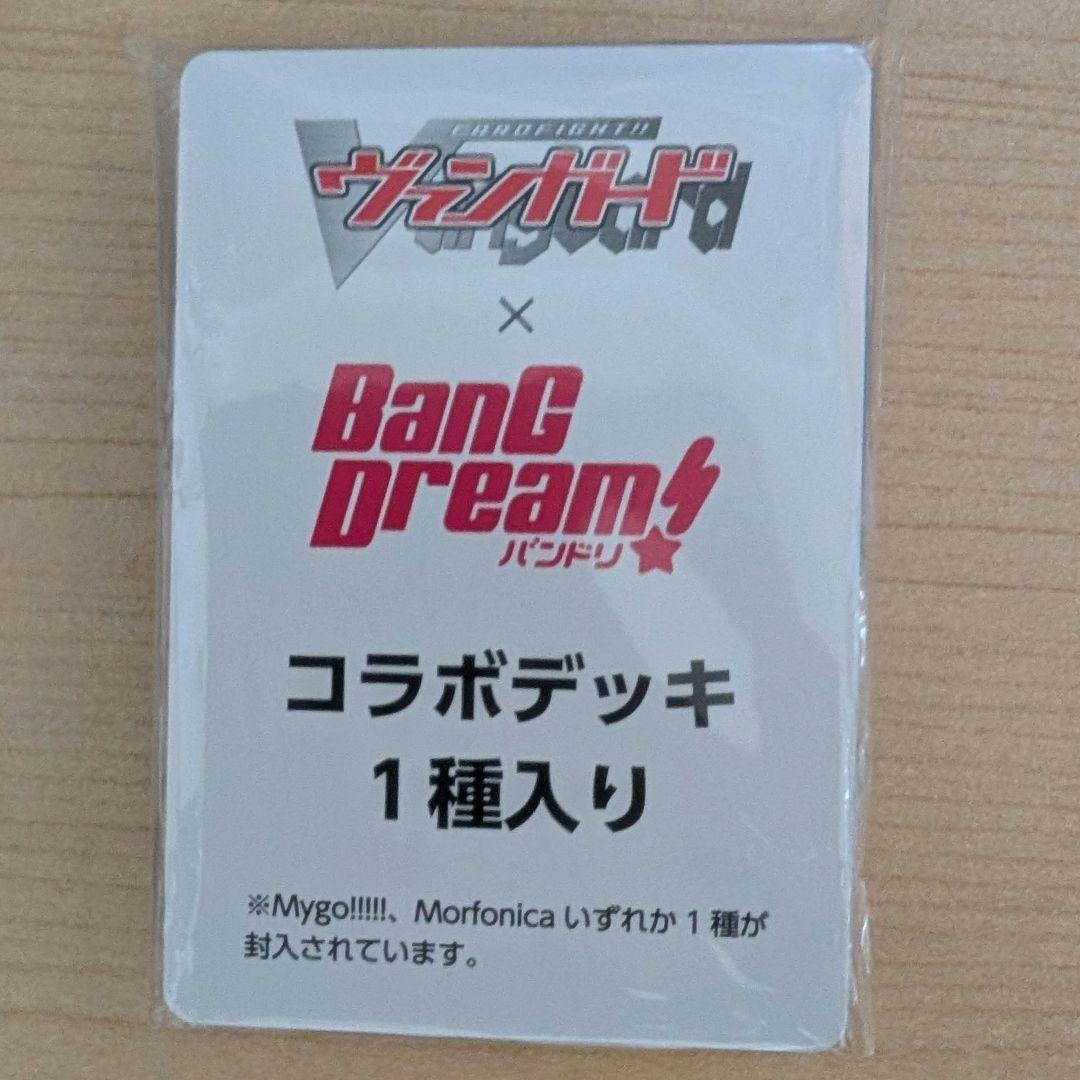 CARDFIGHT!!
ヴァンガード
Vanguard
×
BanG
Dream!
バンドリ
コラボデッキ
1種入り
※Mygo!!!!!、Morfonica いずれか 1 種が
封入されています。